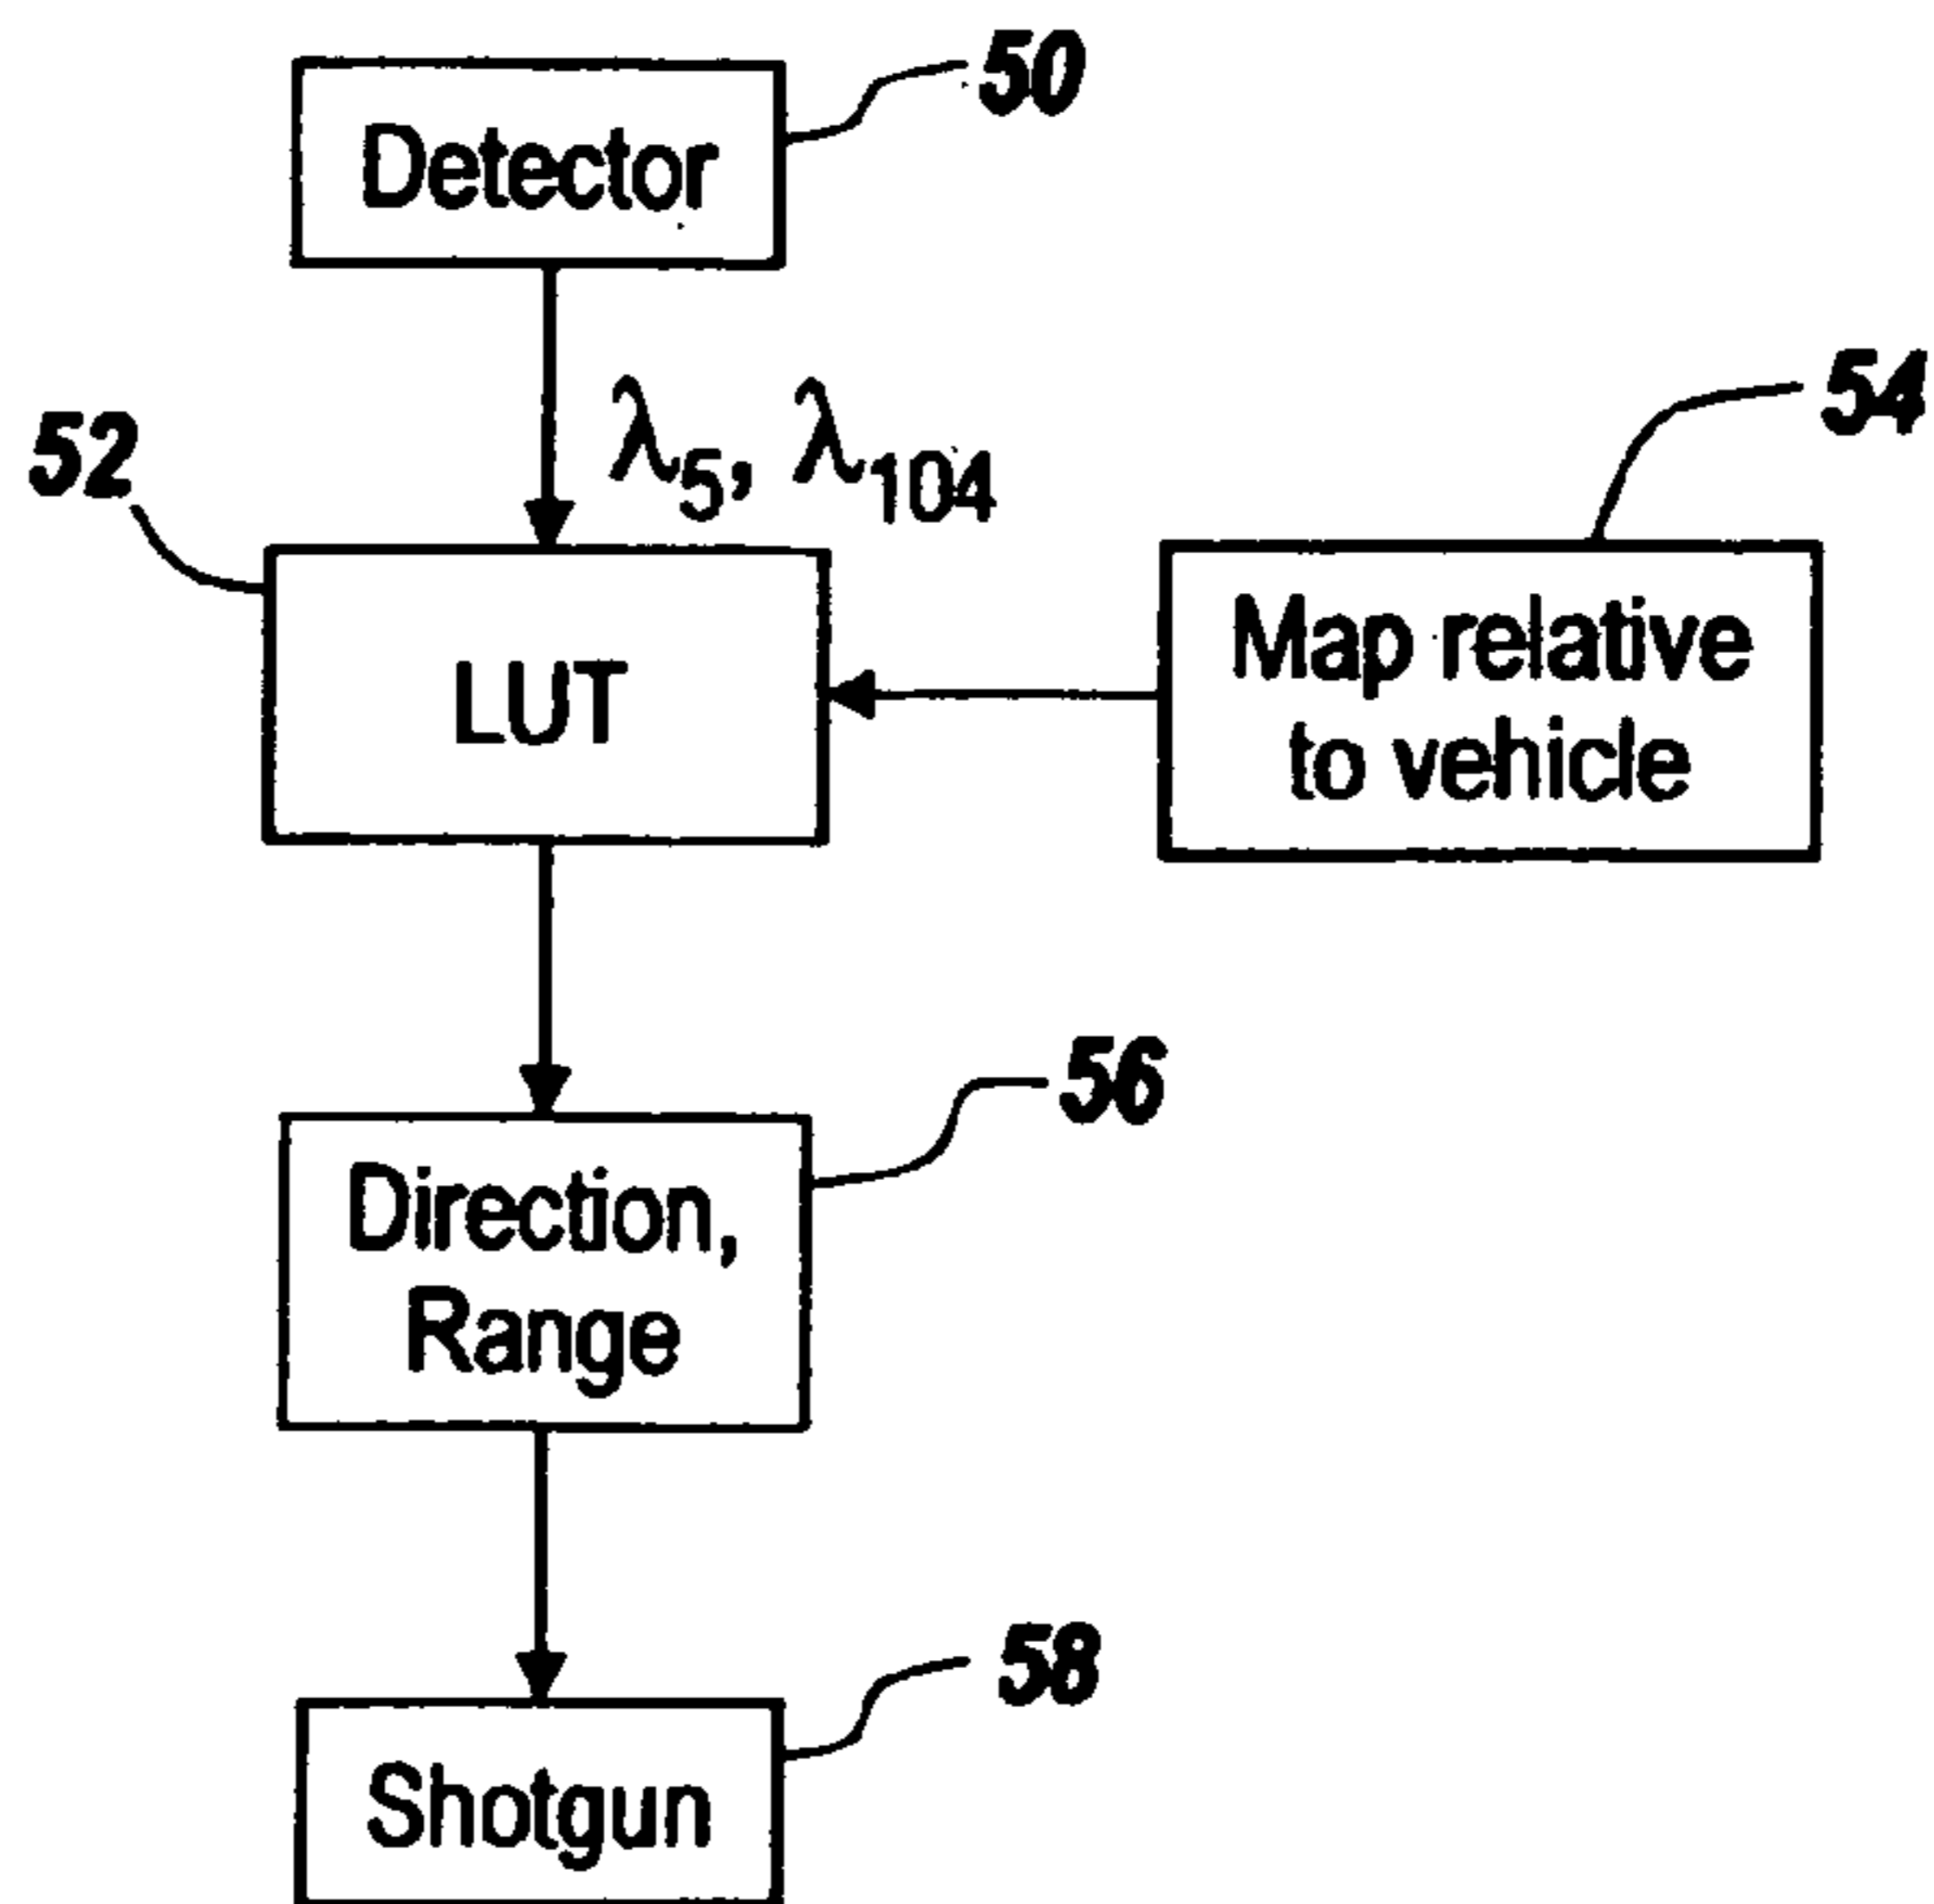 50
Detector
λ5, λ104
52
54
LUT
Map relative
to vehicle
56
Direction,
Range
58
Shotgun